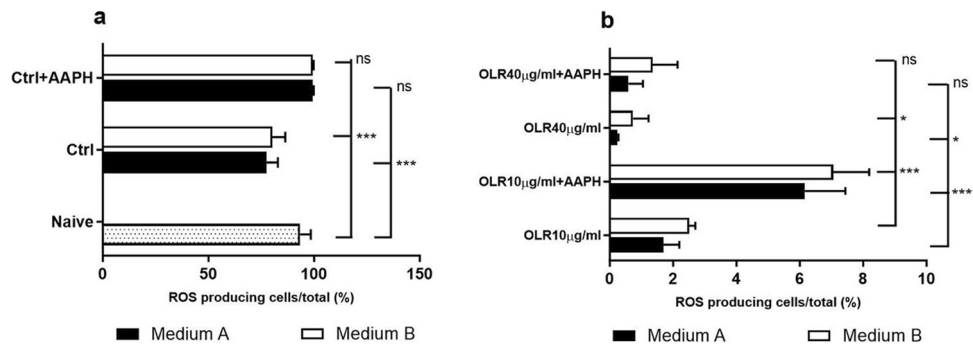 a
Ctrl+AAPH
Ctrl
Naive
ns
ns
***
***
0
50
100
150
ROS producing cells/total (%)
Medium A
Medium B
b
OLR40µg/ml+AAPH
OLR40µg/ml
OLR10µg/ml+AAPH
OLR10µg/ml
ns
ns
*
*
***
***
0
2
4
6
8
10
ROS producing cells/total (%)
Medium A
Medium B